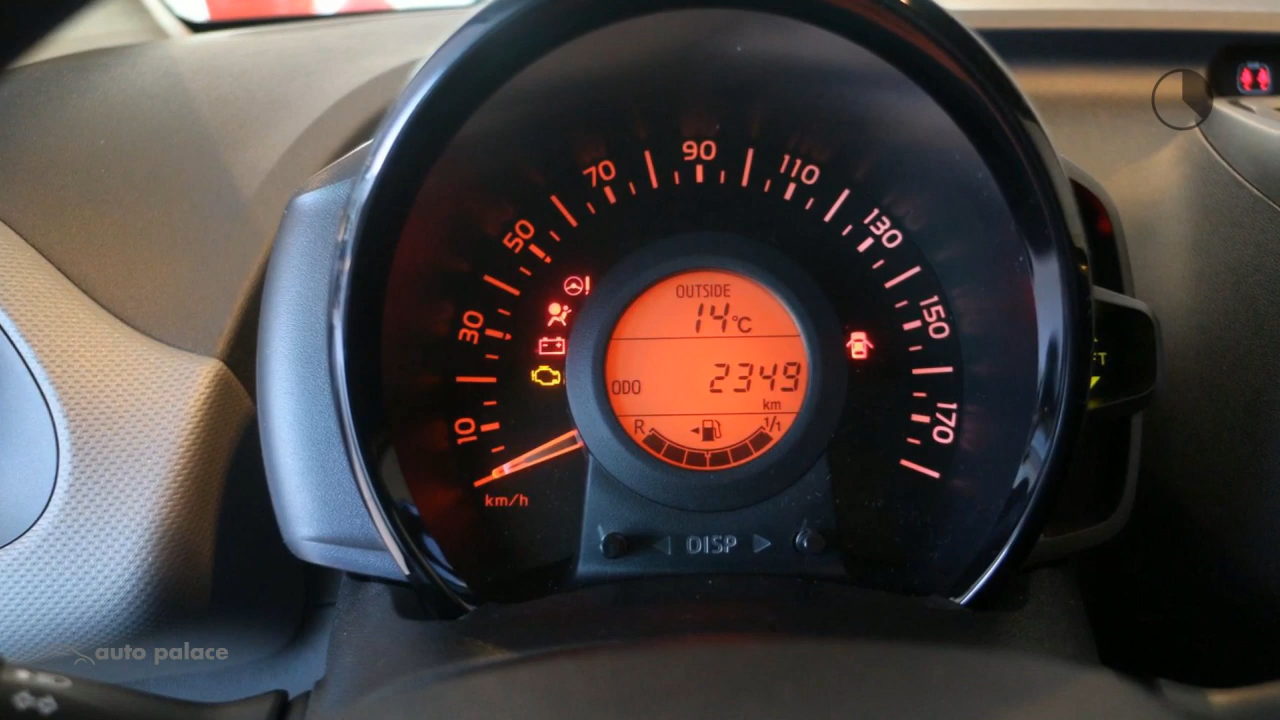 10
30
50
70
90
110
130
150
170
km/h
OUTSIDE
14°C
ODO 2349
km
R 1/1
DISP
auto palace